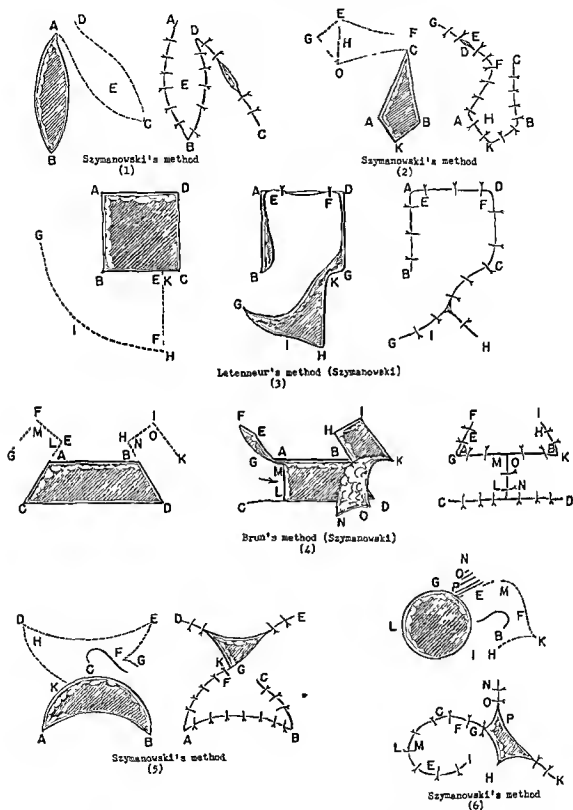 A D B E C
D A E B C
Szymanowski's method
(1)
E F G H C O A B K
G E D F C A H B K
Szymanowski's method
(2)
A D G B E K C F I H
A E F D B K G G I H
A E F D B C G I H
Latenneur's method (Szymanowski)
(3)
F M E G L A H N B I O K C D
F E G A M L I H B K N O D
F E G A M O I H B K L N C D
Brun's method (Szymanowski)
(4)
D E H C F G K A B
D E K G F C A B
Szymanowski's method
(5)
N O P G E M L F B I H K
N O P C F G L M E I H K
Szymanowski's method
(6)